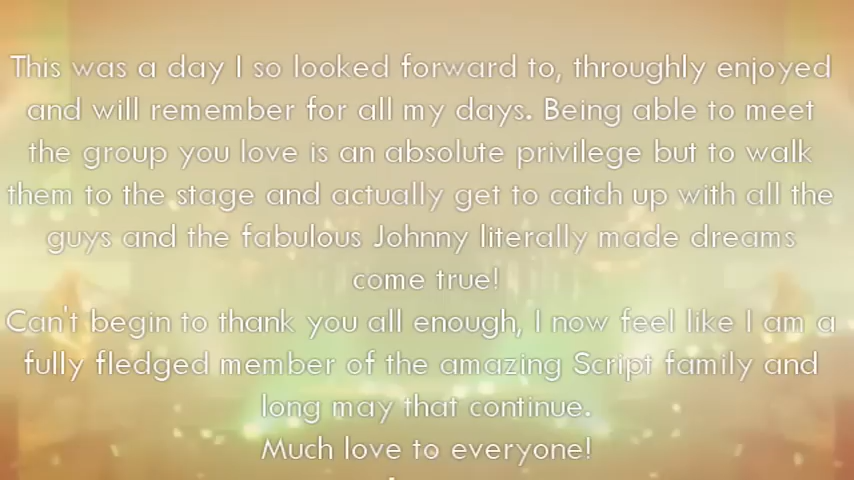 This was a day I so looked forward to, throughly enjoyed
and will remember for all my days. Being able to meet
the group you love is an absolute privilege but to walk
them to the stage and actually get to catch up with all the
guys and the fabulous Johnny literally made dreams
come true!
Can't begin to thank you all enough, I now feel like I am a
fully fledged member of the amazing Script family and
long may that continue.
Much love to everyone!